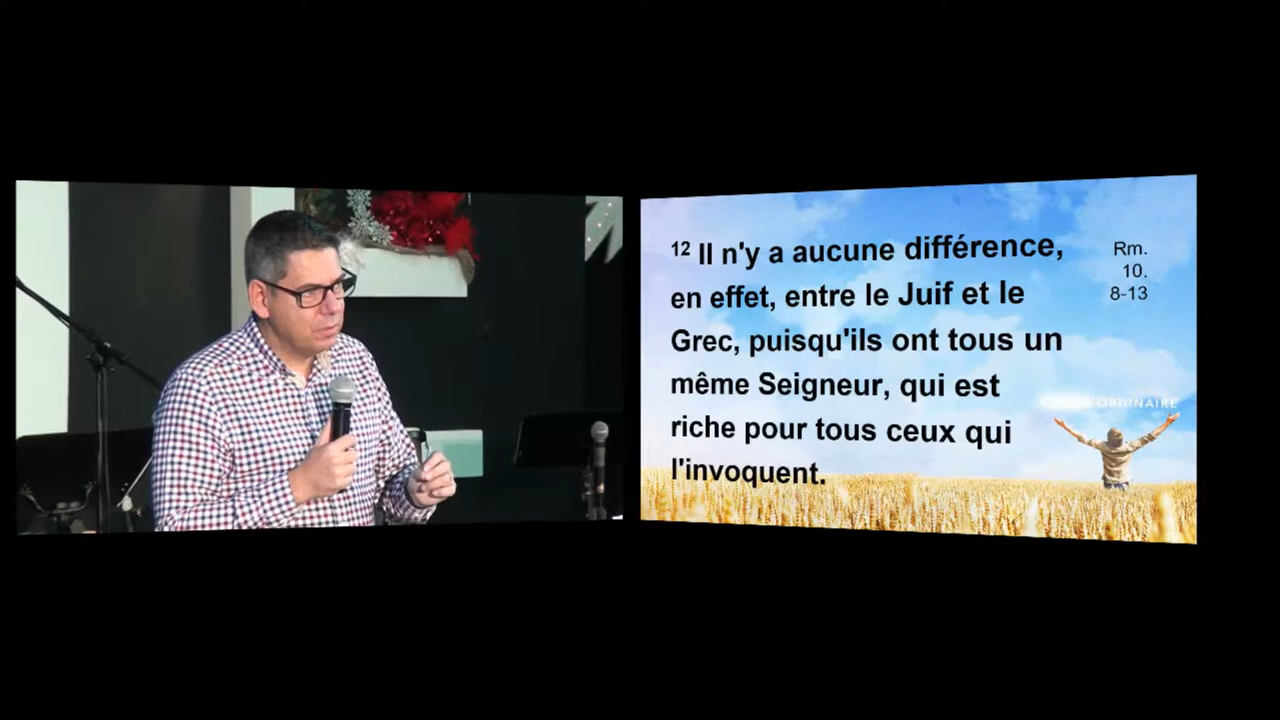 12 Il n'y a aucune différence,
en effet, entre le Juif et le
Grec, puisqu'ils ont tous un
même Seigneur, qui est
riche pour tous ceux qui
l'invoquent.
Rm.
10.
8-13
ORDINAIRE